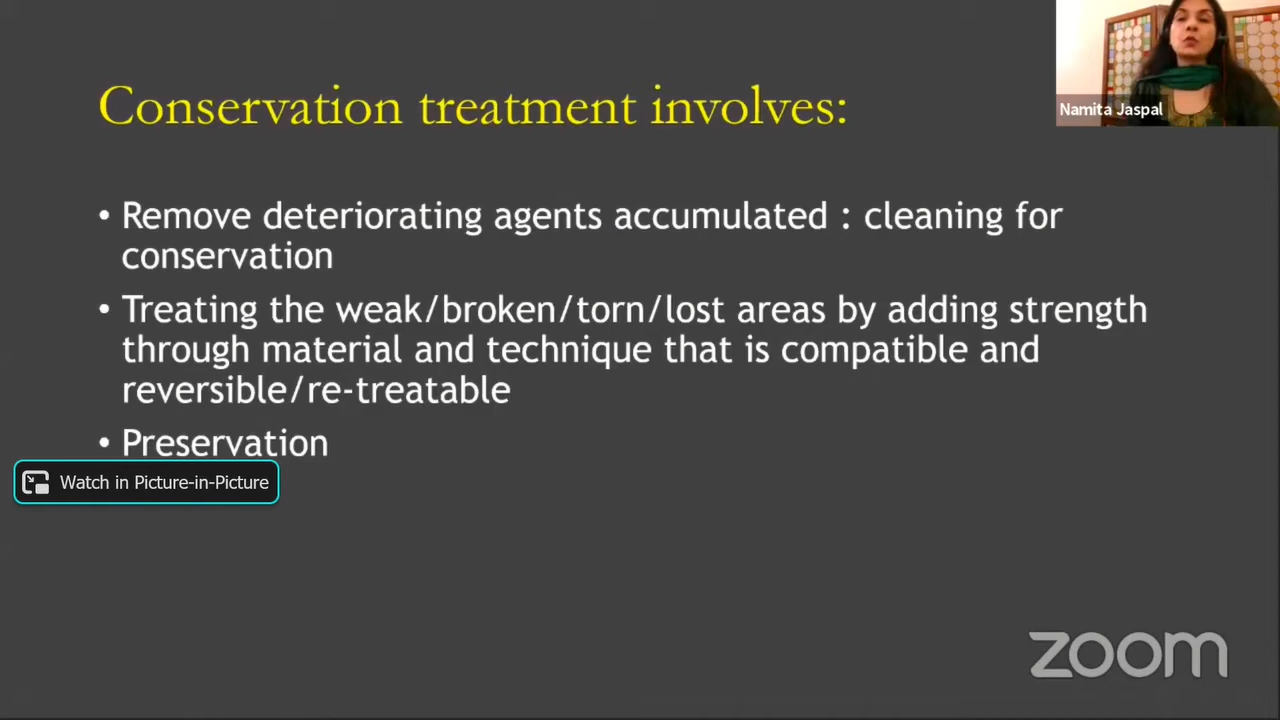 Conservation treatment involves:
Namita Jaspal
• Remove deteriorating agents accumulated : cleaning for
conservation
• Treating the weak/broken/torn/lost areas by adding strength
through material and technique that is compatible and
reversible/re-treatable
• Preservation
Watch in Picture-in-Picture
zoom